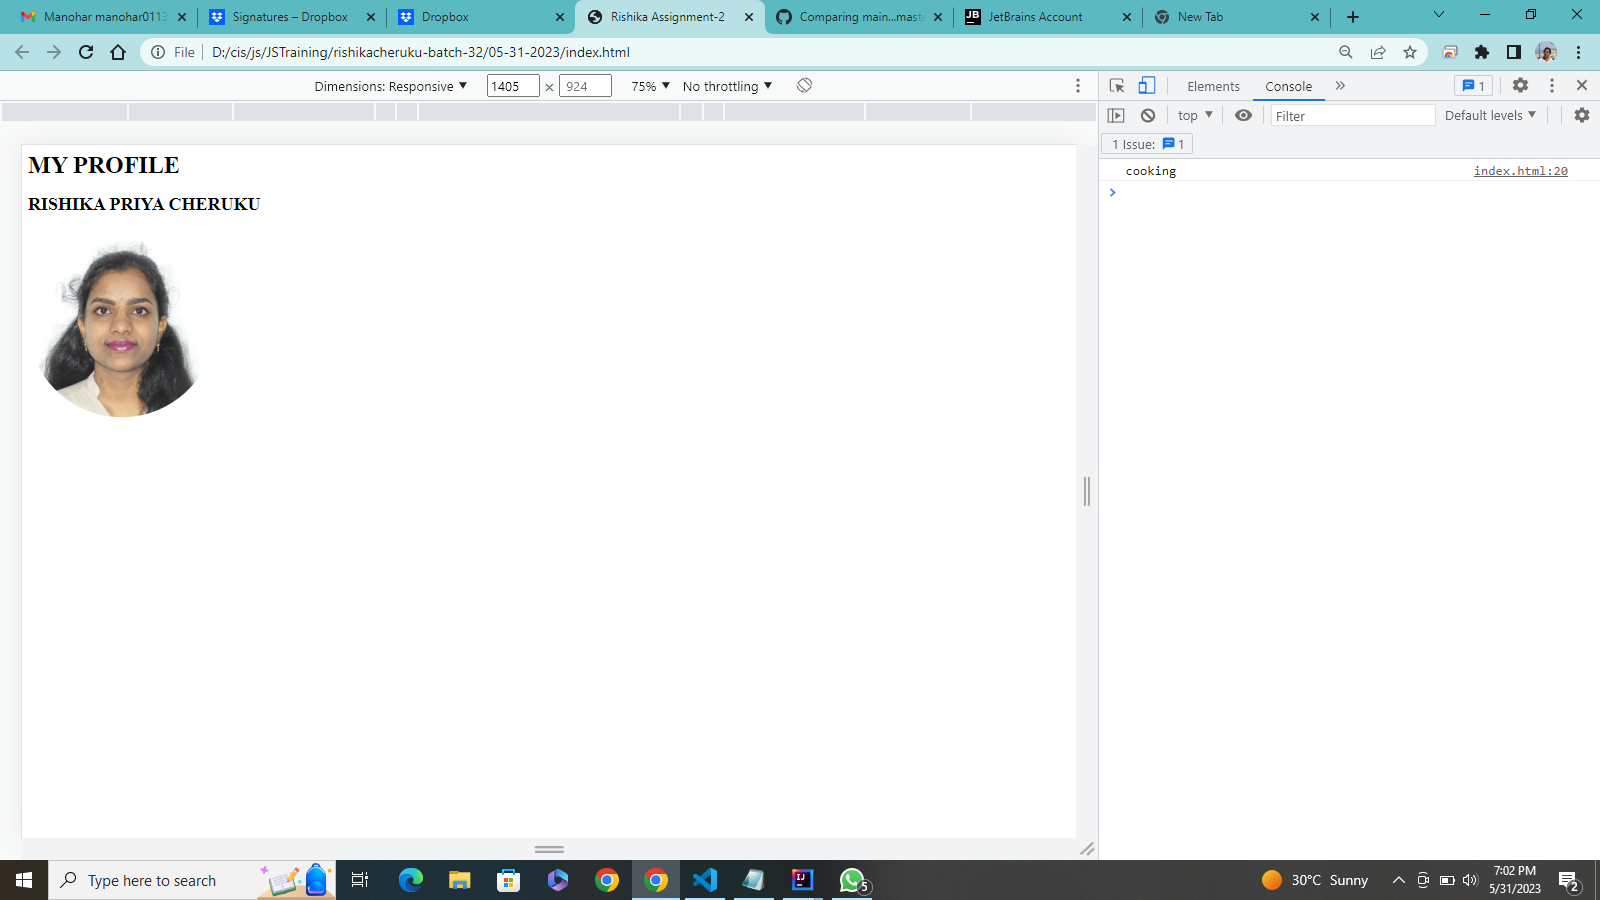 Manohar manohar0113
Signatures – Dropbox
Dropbox
Rishika Assignment-2
Comparing main...mast
JetBrains Account
New Tab
File
D:/cis/js/JSTraining/rishikacheruku-batch-32/05-31-2023/index.html
Dimensions: Responsive
1405 × 924
75%
No throttling
Elements
Console
1
top
Filter
Default levels
1 Issue: 1
MY PROFILE
RISHIKA PRIYA CHERUKU
cooking
index.html:20
Type here to search
5
30°C Sunny
7:02 PM
5/31/2023
2